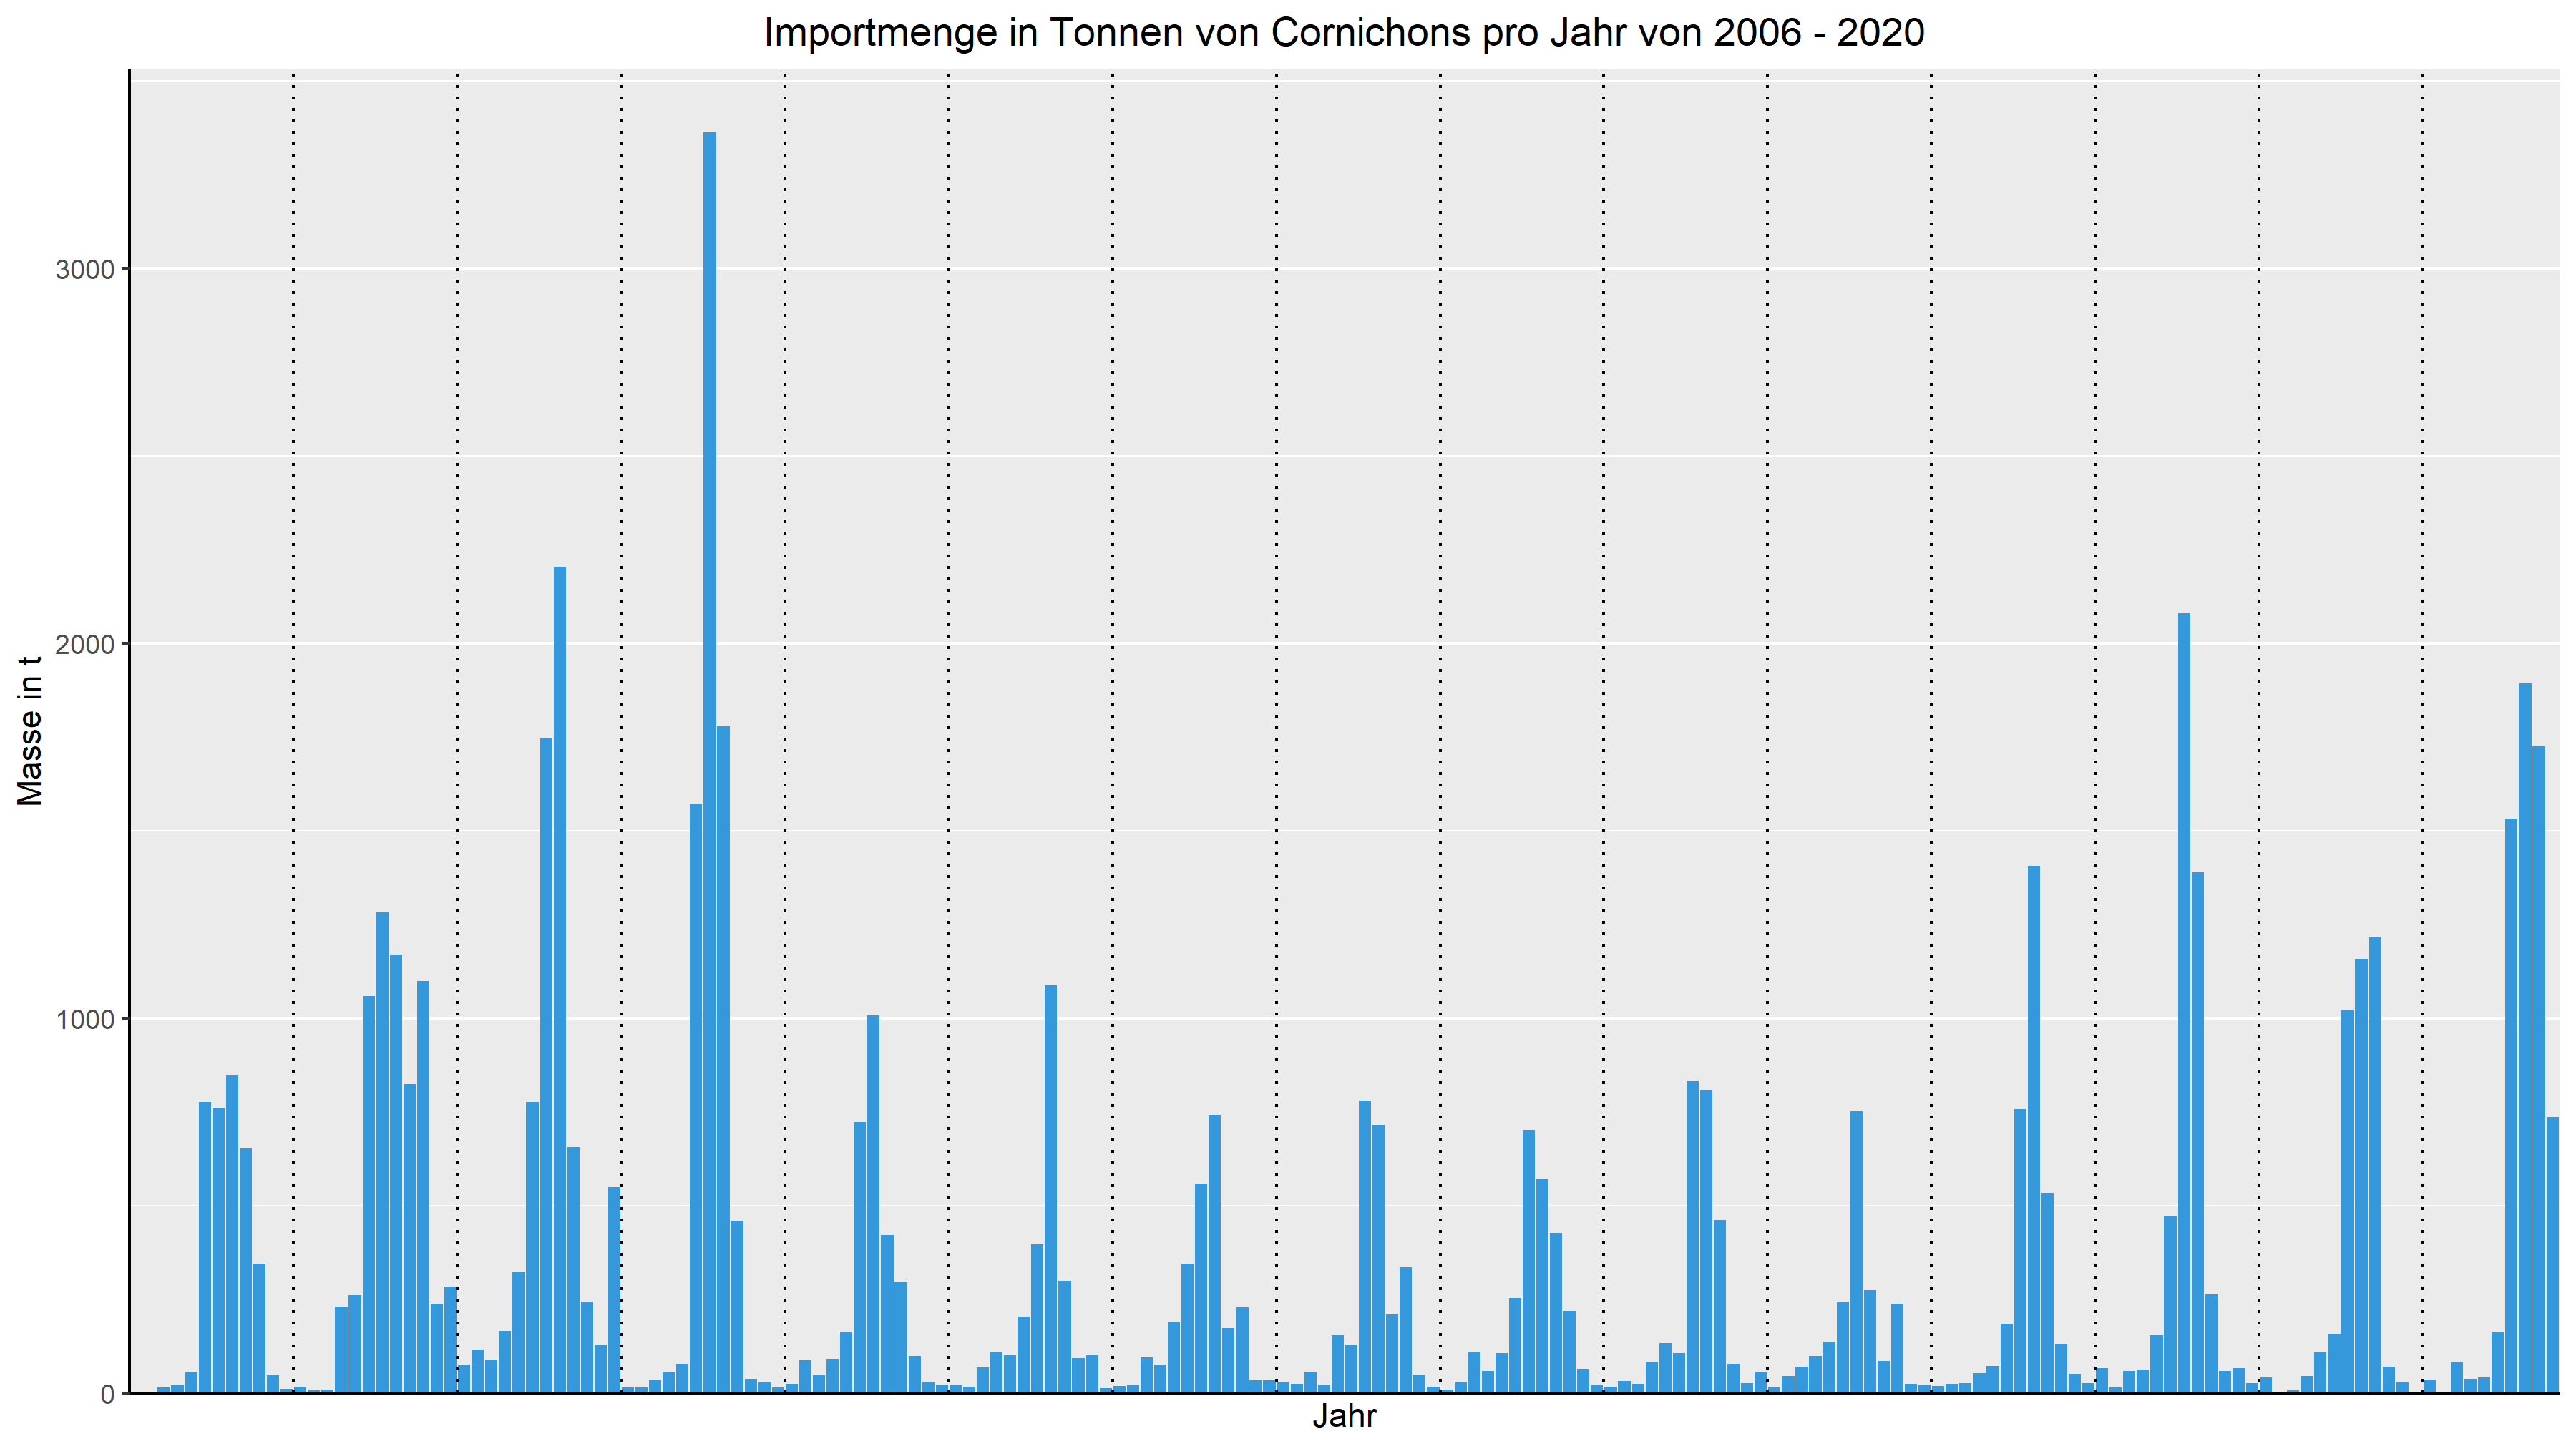 Importmenge in Tonnen von Cornichons pro Jahr von 2006 - 2020
Masse in t
3000
2000
1000
0
Jahr